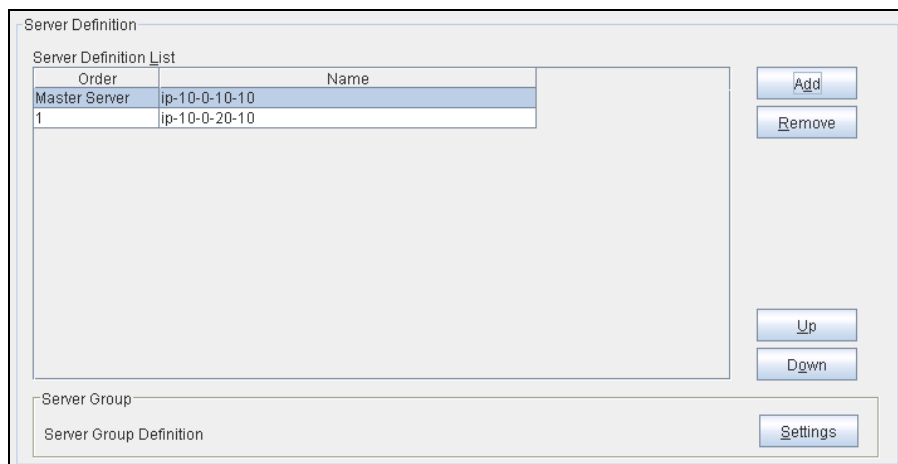 Server Definition
Server Definition List
Order Name
Master Server ip-10-0-10-10
1 ip-10-0-20-10
Add
Remove
Up
Down
Server Group
Server Group Definition
Settings